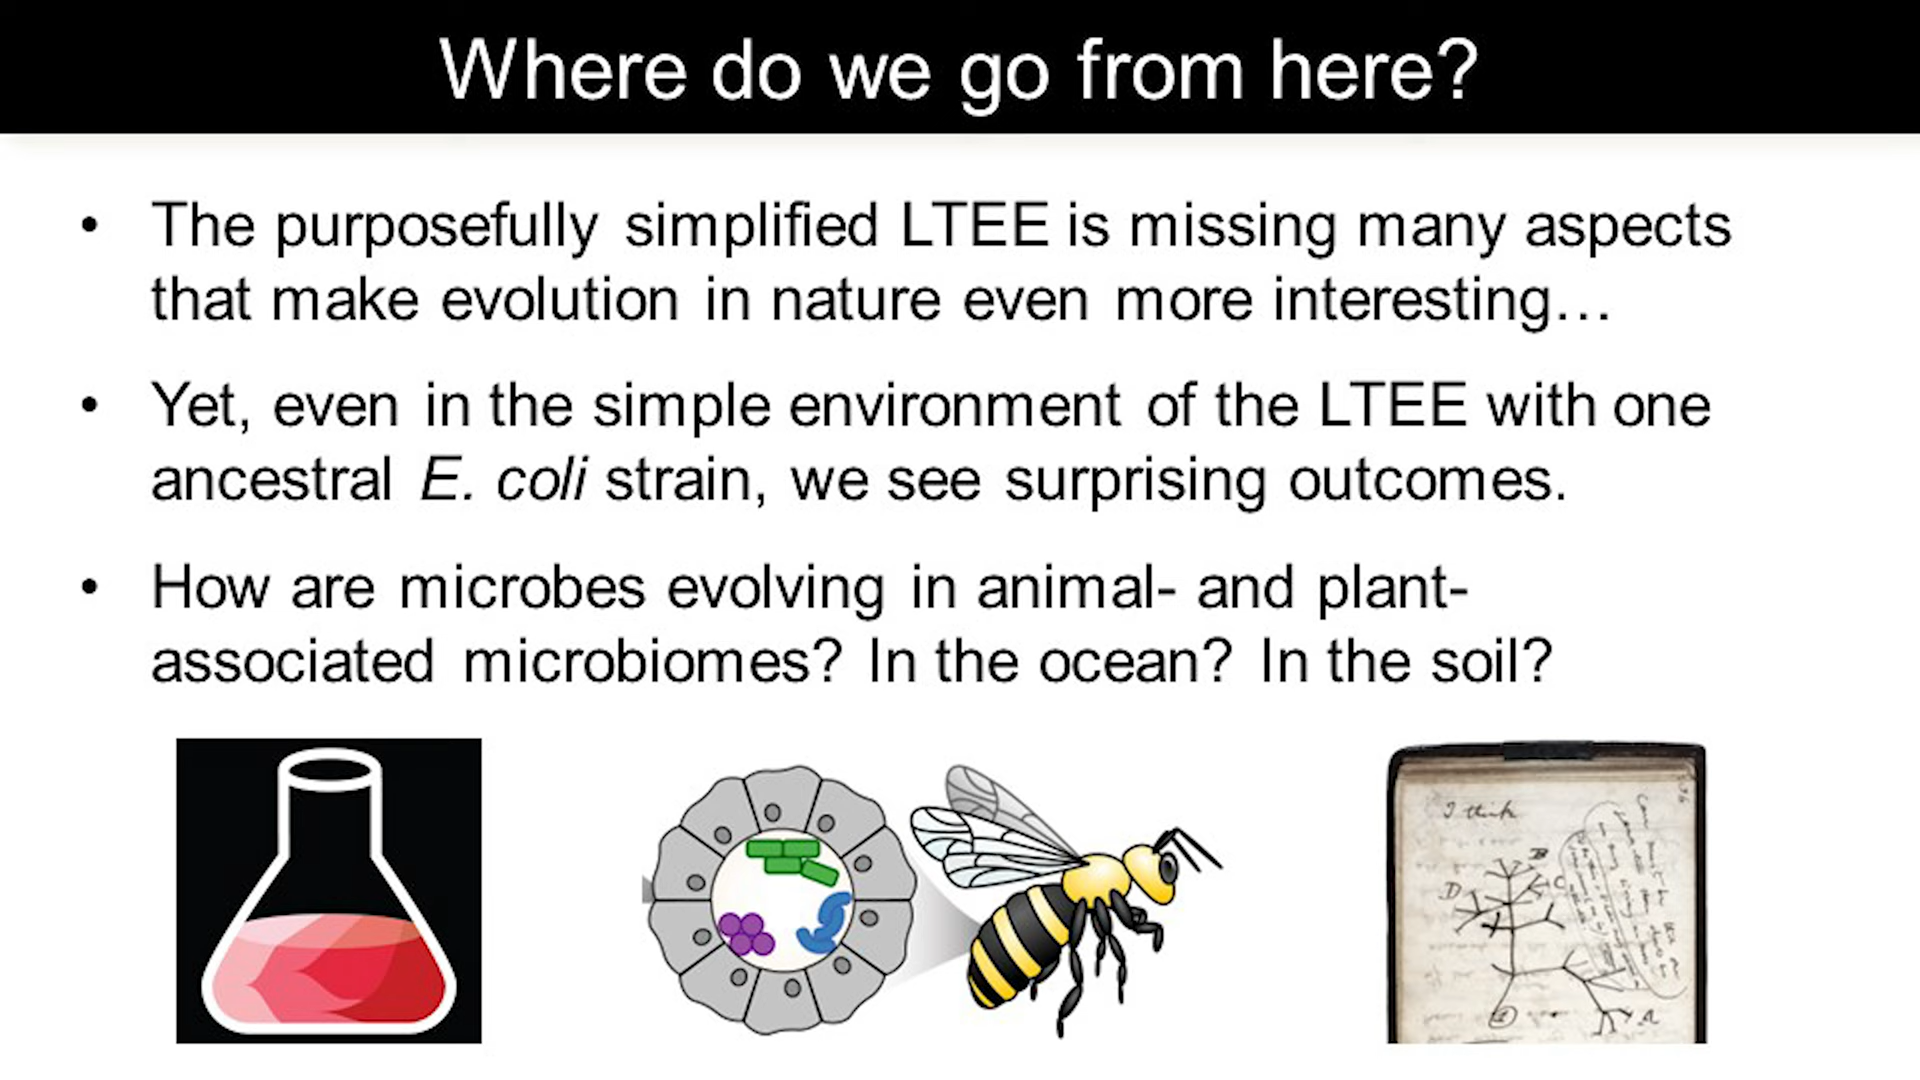 Where do we go from here?
• The purposefully simplified LTEE is missing many aspects
that make evolution in nature even more interesting…
• Yet, even in the simple environment of the LTEE with one
ancestral E. coli strain, we see surprising outcomes.
• How are microbes evolving in animal- and plant-
associated microbiomes? In the ocean? In the soil?
I think
B
D
C
A